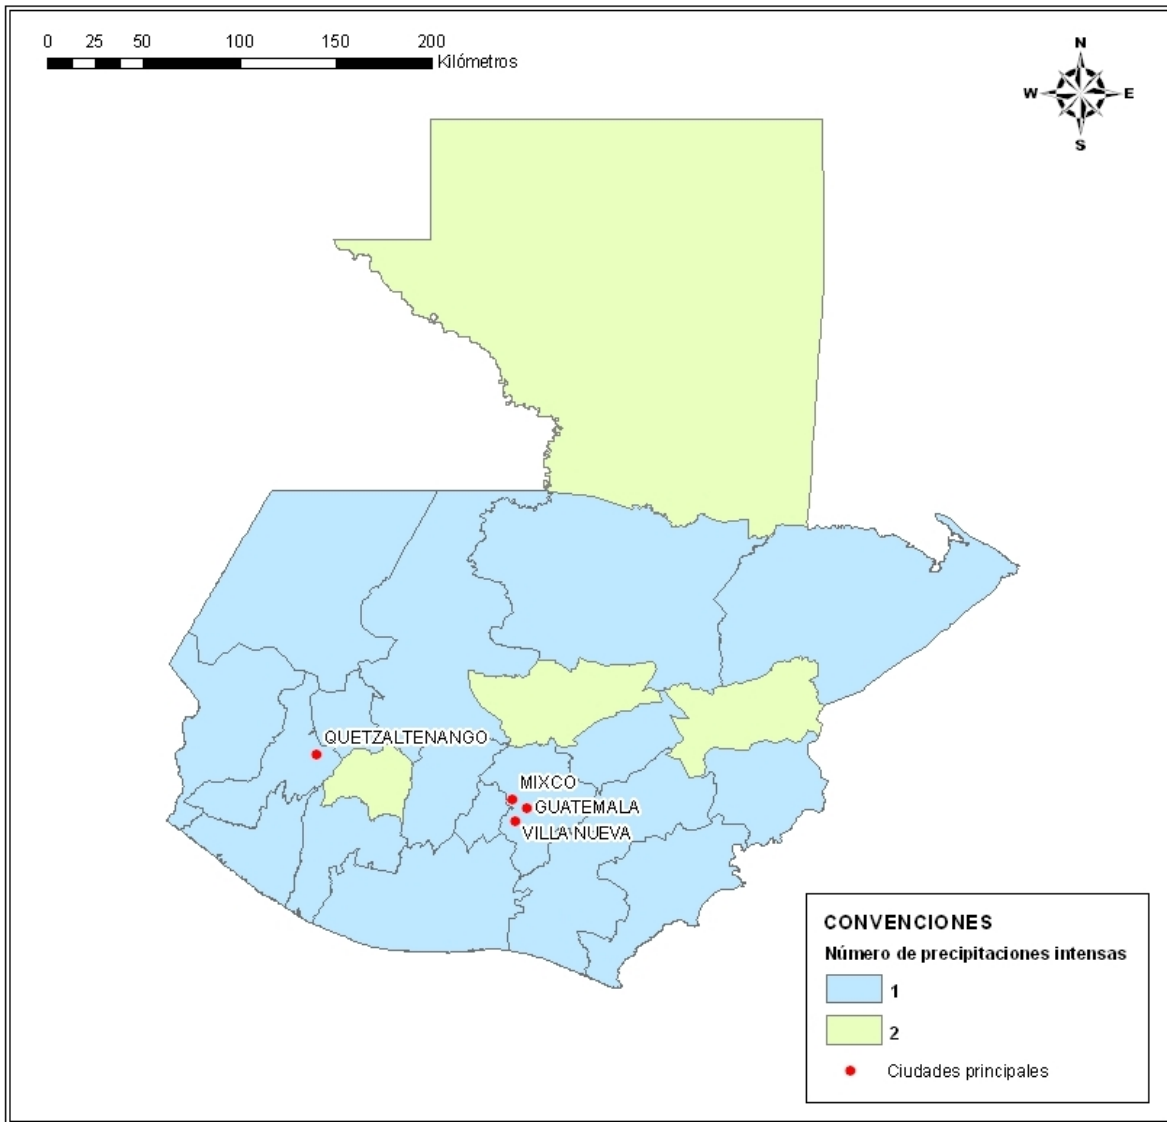 0 25 50 100 150 200
Kilómetros
N
W E
S
QUETZALTENANGO
MIXCO
GUATEMALA
VILLA NUEVA
CONVENCIONES
Número de precipitaciones intensas
1
2
Ciudades principales